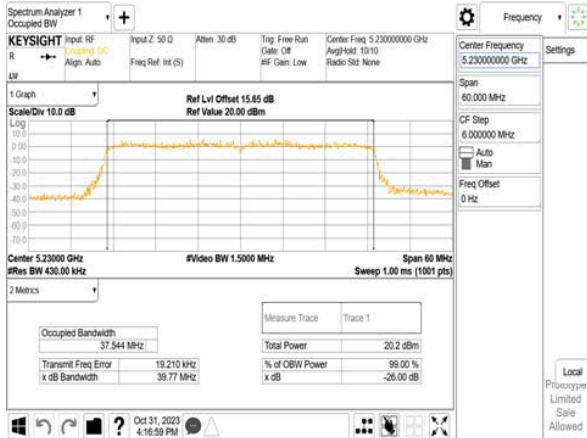 Spectrum Analyzer 1
Occupied BW
Frequency
KEYSIGHT Input: RF
Coupling: DC
Align: Auto
Input Z: 50 Ω
Freq Ref: Int (S)
Atten: 30 dB
Trig: Free Run
Gate: Off
#IF Gain: Low
Center Freq: 5.230000000 GHz
Avg|Hold: 10/10
Radio Std: None
R
LVI
Center Frequency
5.230000000 GHz
Settings
Span
60.000 MHz
CF Step
6.000000 MHz
Auto
Man
Freq Offset
0 Hz
1 Graph
Scale/Div 10.0 dB
Ref Lvl Offset 15.65 dB
Ref Value 20.00 dBm
Log
10.0
0.00
-10.0
-20.0
-30.0
-40.0
-50.0
-60.0
-70.0
Center 5.23000 GHz
#Res BW 430.00 kHz
#Video BW 1.5000 MHz
Span 60 MHz
Sweep 1.00 ms (1001 pts)
2 Metrics
Measure Trace Trace 1
Occupied Bandwidth
37.544 MHz
Total Power 20.2 dBm
Transmit Freq Error 19.210 kHz
% of OBW Power 99.00 %
x dB Bandwidth 39.77 MHz
x dB -26.00 dB
Local
Prototype
Limited
Sale
Allowed
?
Oct 31, 2023
4:16:59 PM